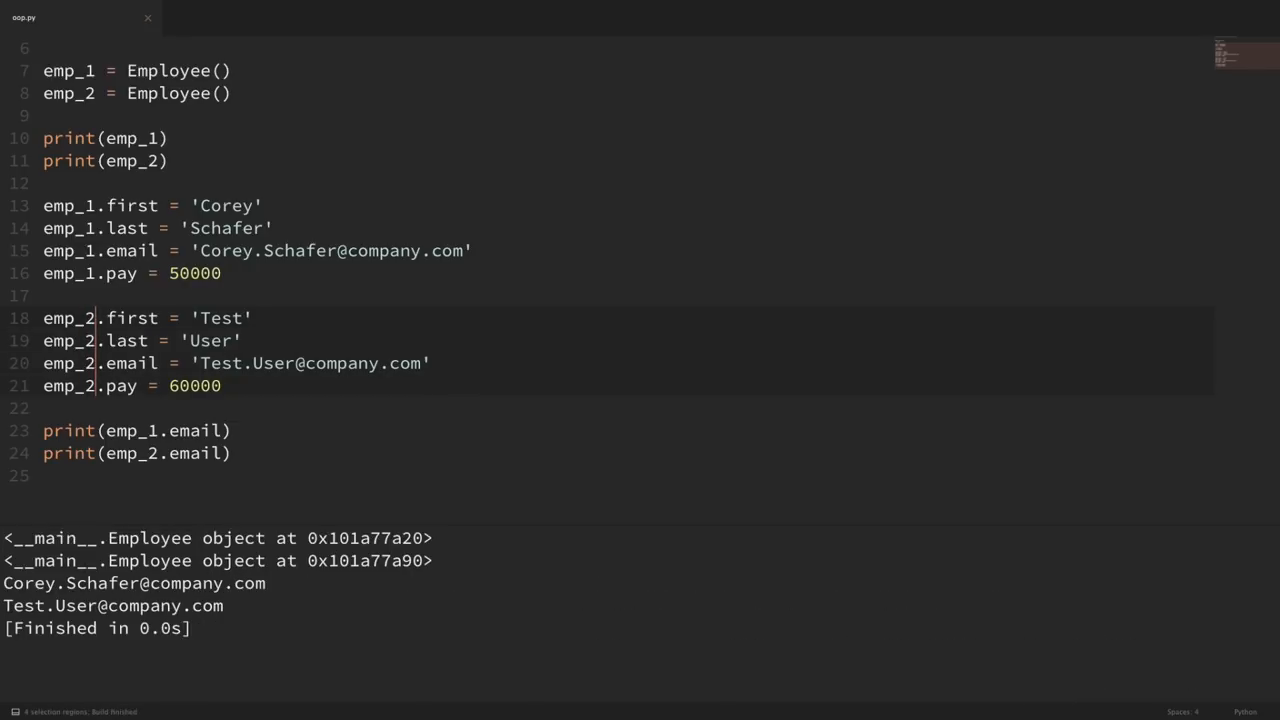 oop.py ×
6
7 emp_1 = Employee()
8 emp_2 = Employee()
9
10 print(emp_1)
11 print(emp_2)
12
13 emp_1.first = 'Corey'
14 emp_1.last = 'Schafer'
15 emp_1.email = 'Corey.Schafer@company.com'
16 emp_1.pay = 50000
17
18 emp_2.first = 'Test'
19 emp_2.last = 'User'
20 emp_2.email = 'Test.User@company.com'
21 emp_2.pay = 60000
22
23 print(emp_1.email)
24 print(emp_2.email)
25
<__main__.Employee object at 0x101a77a20>
<__main__.Employee object at 0x101a77a90>
Corey.Schafer@company.com
Test.User@company.com
[Finished in 0.0s]
4 selection regions; Build finished Spaces: 4 Python